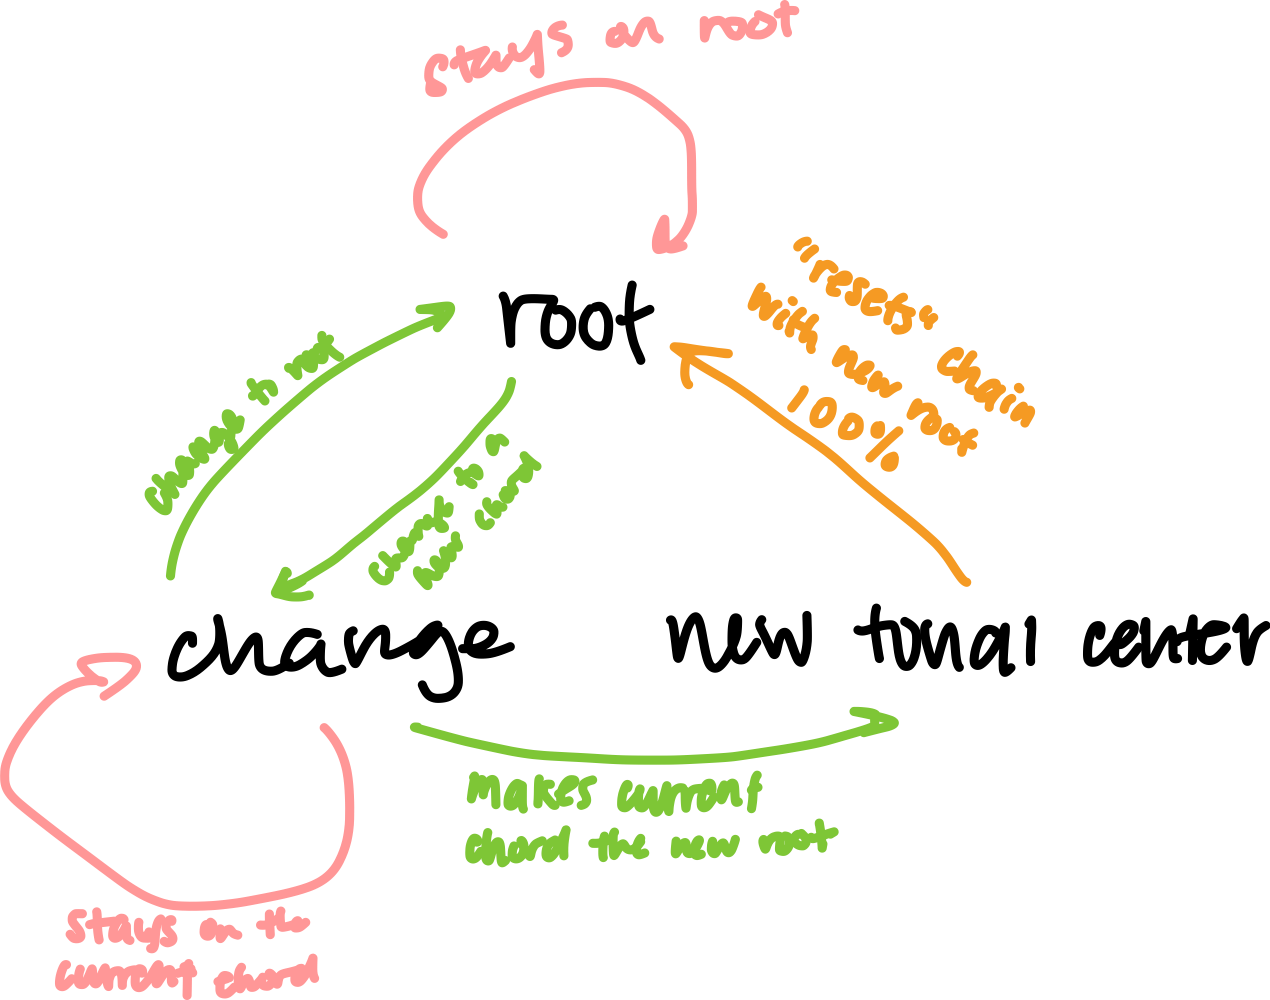 stays on root
root
"resets" chain
with new root
100%
change to root
change to a
new chord
change
new tonal center
makes current
chord the new root
stays on the
current chord